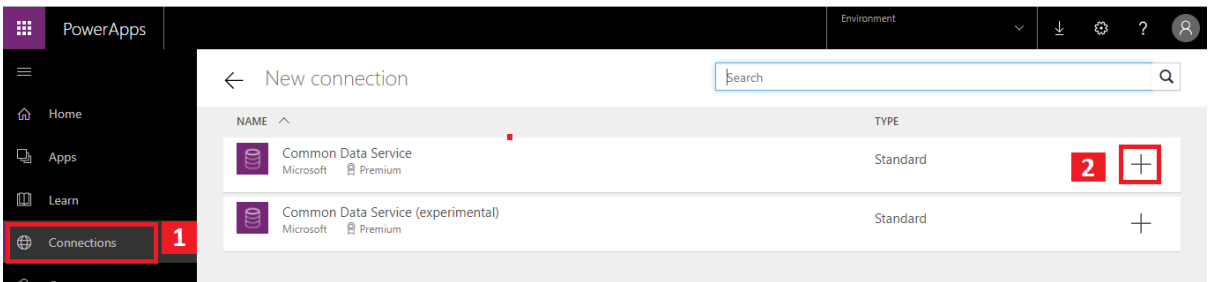 PowerApps
Environment
?
New connection
Search
Home
NAME
TYPE
Apps
Common Data Service
Microsoft Premium
Standard
2
Learn
Common Data Service (experimental)
Microsoft Premium
Standard
Connections
1